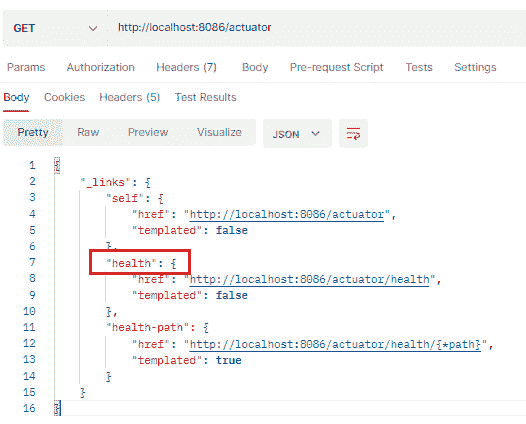 GET http://localhost:8086/actuator
Params Authorization Headers (7) Body Pre-request Script Tests Settings
Body Cookies Headers (5) Test Results
Pretty Raw Preview Visualize JSON
1 {
2 "_links": {
3 "self": {
4 "href": "http://localhost:8086/actuator",
5 "templated": false
6 },
7 "health": {
8 "href": "http://localhost:8086/actuator/health",
9 "templated": false
10 },
11 "health-path": {
12 "href": "http://localhost:8086/actuator/health/{*path}",
13 "templated": true
14 }
15 }
16 }